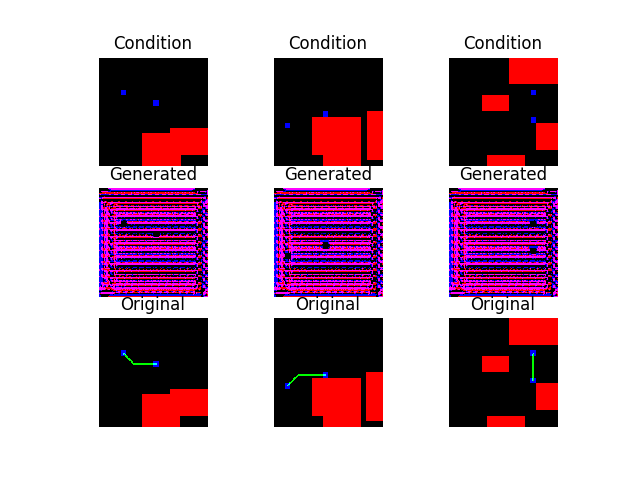 Condition Condition Condition
Generated Generated Generated
Original Original Original